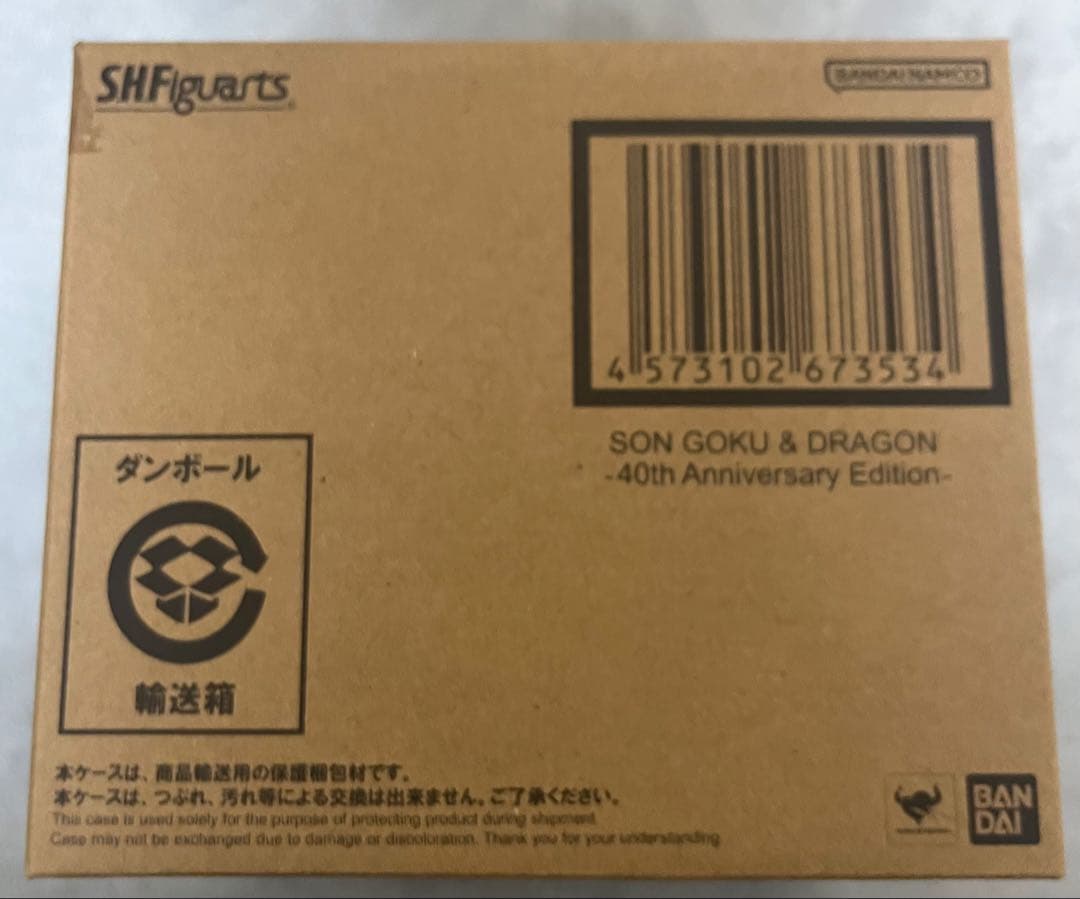 S.H.Figuarts
BANDAI NAMCO
4 573102 673534
SON GOKU & DRAGON
-40th Anniversary Edition-
ダンボール
輸送箱
本ケースは、商品輸送用の保護梱包材です。
本ケースは、つぶれ、汚れ等による交換は出来ません。ご了承ください。
This case is used solely for the purpose of protecting product during shipment.
Case may not be exchanged due to damage or discoloration. Thank you for your understanding.
BAN
DAI